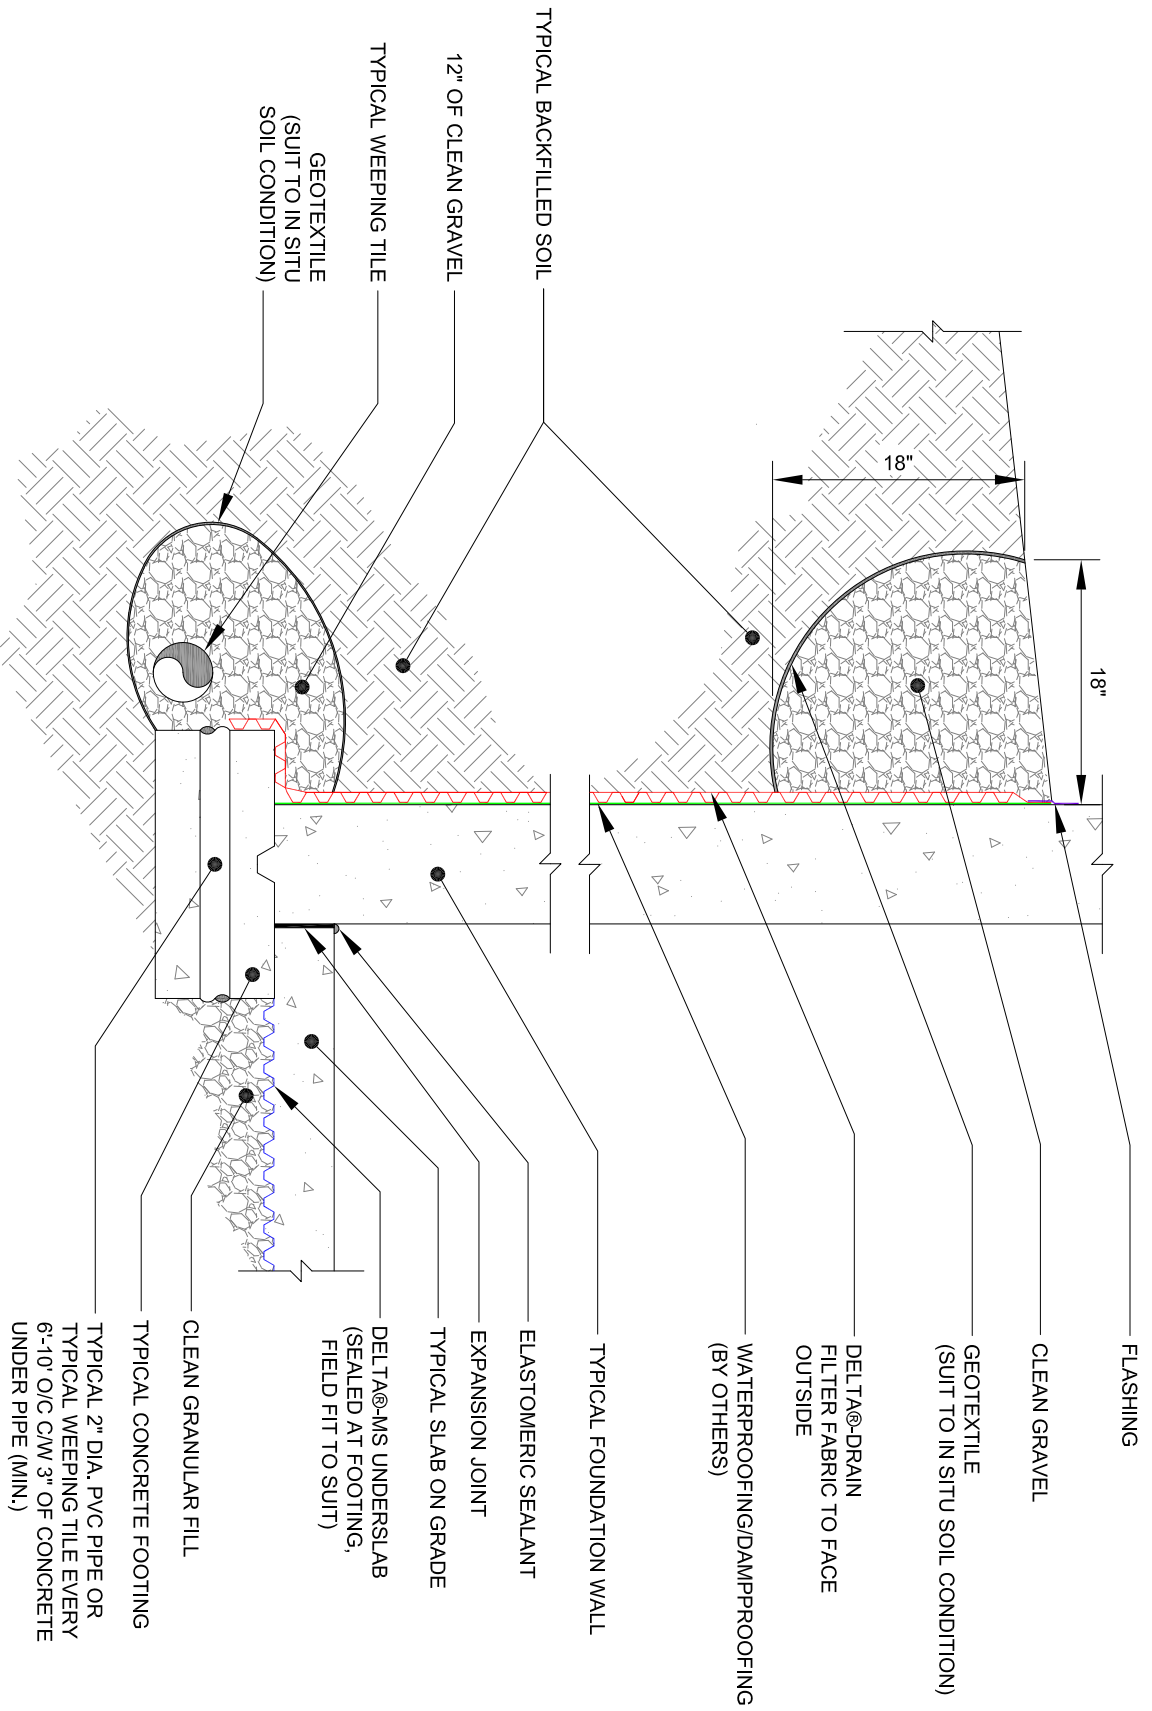 FLASHING
CLEAN GRAVEL
GEOTEXTILE
(SUIT TO IN SITU SOIL CONDITION)
DELTA®-DRAIN
FILTER FABRIC TO FACE
OUTSIDE
WATERPROOFING/DAMPPROOFING
(BY OTHERS)
TYPICAL FOUNDATION WALL
ELASTOMERIC SEALANT
EXPANSION JOINT
TYPICAL SLAB ON GRADE
DELTA®-MS UNDERSLAB
(SEALED AT FOOTING,
FIELD FIT TO SUIT)
CLEAN GRANULAR FILL
TYPICAL CONCRETE FOOTING
TYPICAL 2" DIA. PVC PIPE OR
TYPICAL WEEPING TILE EVERY
6'-10' O/C C/W 3" OF CONCRETE
UNDER PIPE (MIN.)
18"
18"
TYPICAL BACKFILLED SOIL
12" OF CLEAN GRAVEL
TYPICAL WEEPING TILE
GEOTEXTILE
(SUIT TO IN SITU
SOIL CONDITION)